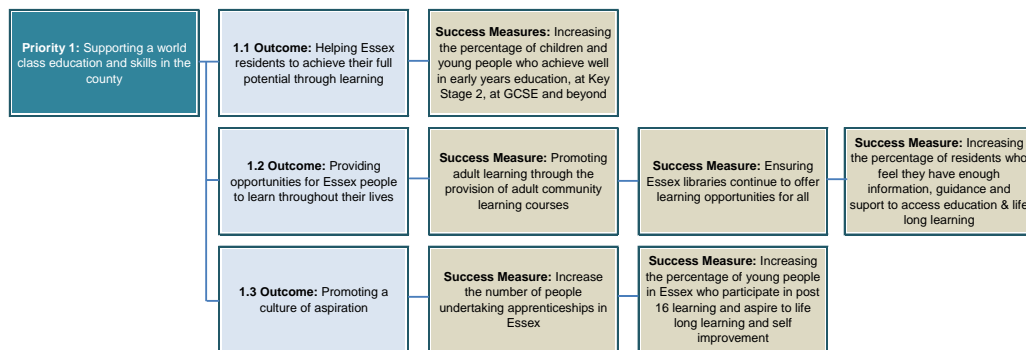 Priority 1: Supporting a world
class education and skills in the
county
1.1 Outcome: Helping Essex
residents to achieve their full
potential through learning
Success Measures: Increasing
the percentage of children and
young people who achieve well
in early years education, at Key
Stage 2, at GCSE and beyond
1.2 Outcome: Providing
opportunities for Essex people
to learn throughout their lives
Success Measure: Promoting
adult learning through the
provision of adult community
learning courses
Success Measure: Ensuring
Essex libraries continue to offer
learning opportunities for all
Success Measure: Increasing
the percentage of residents who
feel they have enough
information, guidance and
suport to access education & life
long learning
1.3 Outcome: Promoting a
culture of aspiration
Success Measure: Increase
the number of people
undertaking apprenticeships in
Essex
Success Measure: Increasing
the percentage of young people
in Essex who participate in post
16 learning and aspire to life
long learning and self
improvement